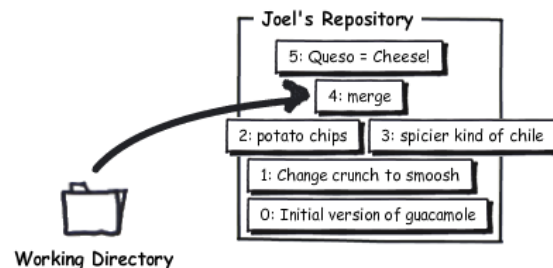 Joel's Repository
5: Queso = Cheese!
4: merge
2: potato chips
3: spicier kind of chile
1: Change crunch to smoosh
0: Initial version of guacamole
Working Directory